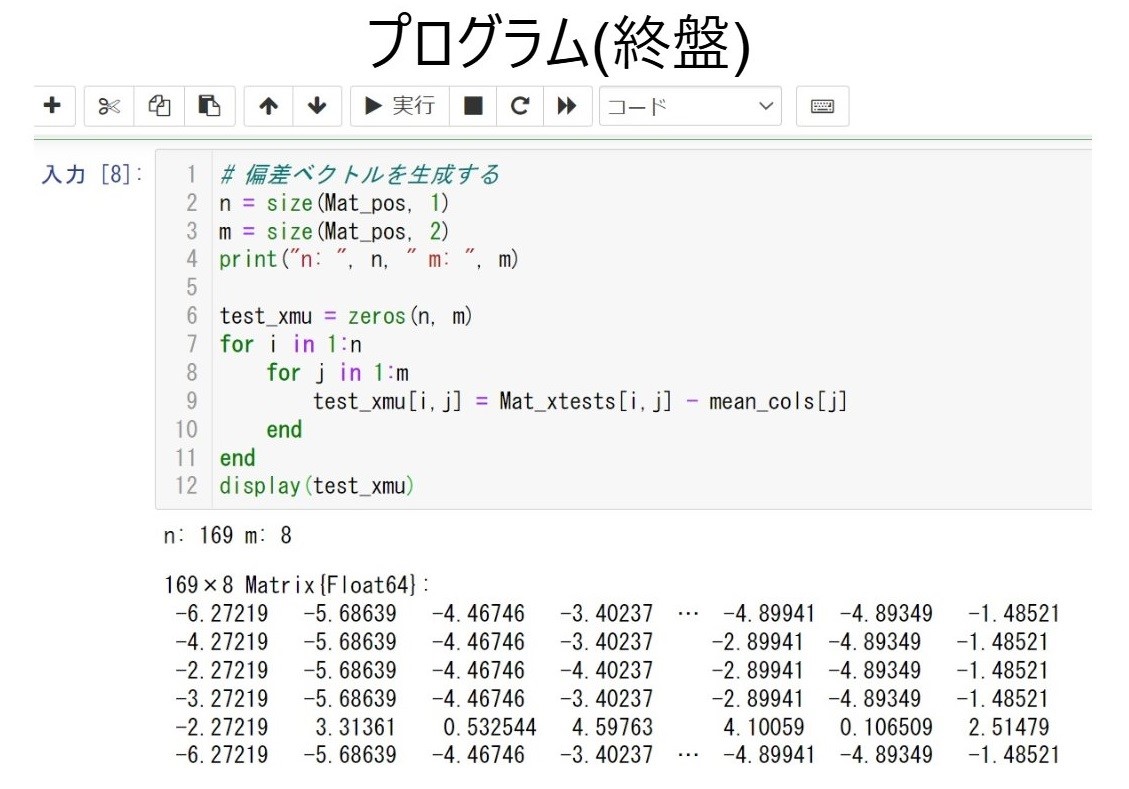 プログラム(終盤)
実行 コード
入力 [8]:
1 # 偏差ベクトルを生成する
2 n = size(Mat_pos, 1)
3 m = size(Mat_pos, 2)
4 print("n: ", n, " m: ", m)
5
6 test_xmu = zeros(n, m)
7 for i in 1:n
8     for j in 1:m
9         test_xmu[i,j] = Mat_xtests[i,j] - mean_cols[j]
10     end
11 end
12 display(test_xmu)
n: 169 m: 8
169×8 Matrix{Float64}:
-6.27219 -5.68639 -4.46746 -3.40237 … -4.89941 -4.89349 -1.48521
-4.27219 -5.68639 -4.46746 -3.40237 -2.89941 -4.89349 -1.48521
-2.27219 -5.68639 -4.46746 -4.40237 -2.89941 -4.89349 -1.48521
-3.27219 -5.68639 -4.46746 -3.40237 -2.89941 -4.89349 -1.48521
-2.27219 3.31361 0.532544 4.59763 4.10059 0.106509 2.51479
-6.27219 -5.68639 -4.46746 -3.40237 … -4.89941 -4.89349 -1.48521